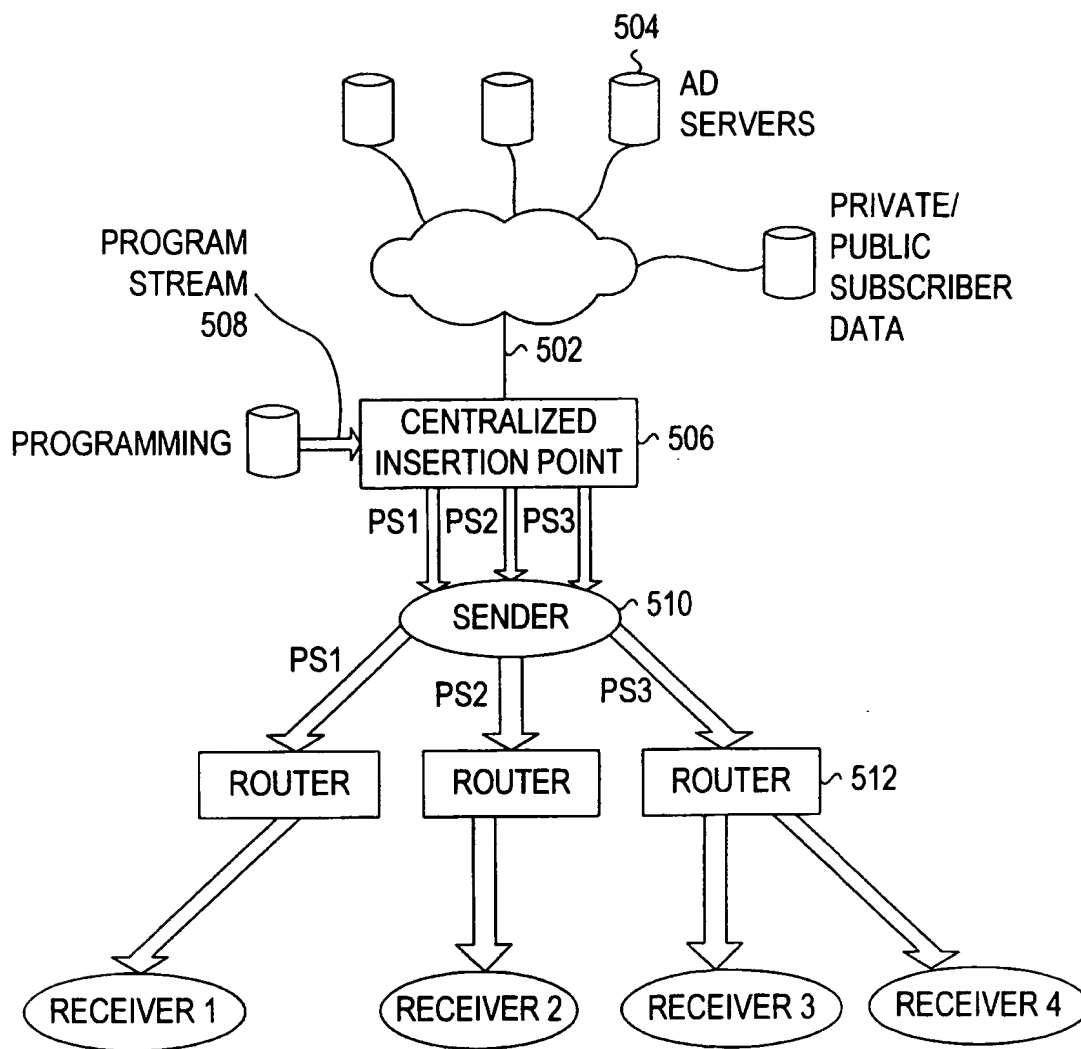 504
AD
SERVERS
PRIVATE/
PUBLIC
SUBSCRIBER
DATA
PROGRAM
STREAM
508
502
PROGRAMMING
CENTRALIZED
INSERTION POINT
506
PS1
PS2
PS3
SENDER
510
PS1
PS2
PS3
ROUTER
ROUTER
ROUTER
512
RECEIVER 1
RECEIVER 2
RECEIVER 3
RECEIVER 4